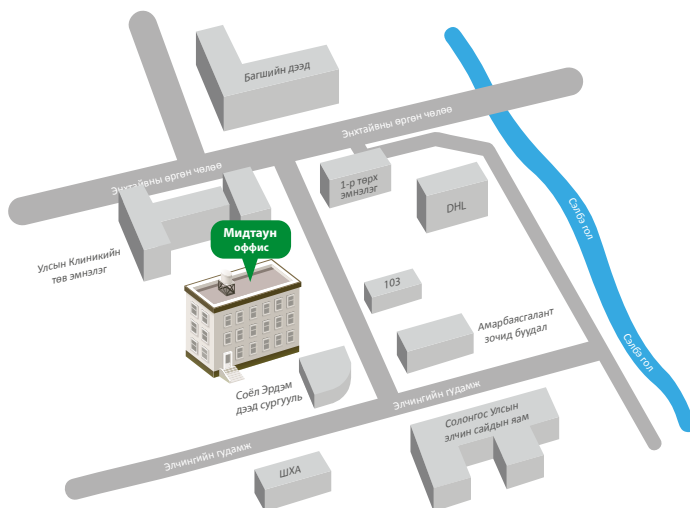 Багшийн дээд
Энхтайвны өргөн чөлөө
Энхтайвны өргөн чөлөө
1-р төрх
эмнэлэг
DHL
Сэлбэ гол
Мидтаун
оффис
Улсын Клиникийн
төв эмнэлэг
103
Амарбаясгалант
зочид буудал
Сэлбэ гол
Соёл Эрдэм
дээд сургууль
Элчингийн гудамж
Солонгос Улсын
элчин сайдын яам
Элчингийн гудамж
ШХА